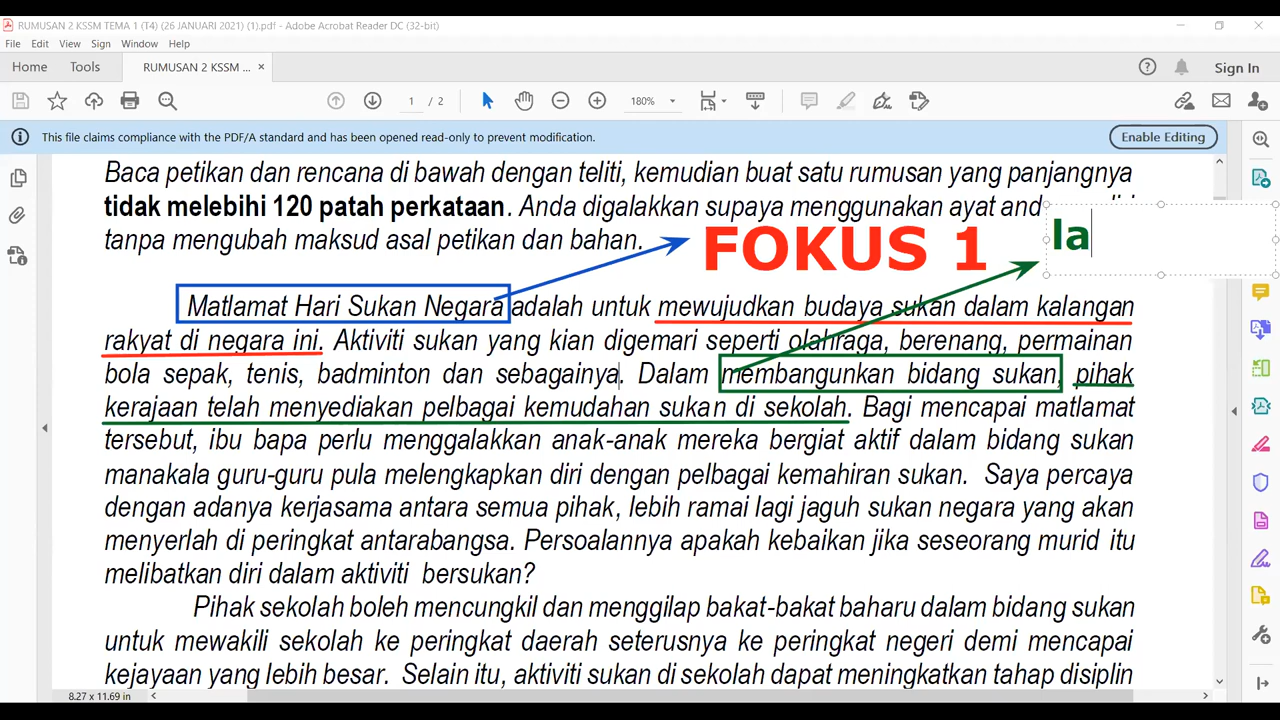 RUMUSAN 2 KSSM TEMA 1 (T4) (26 JANUARI 2021) (1).pdf - Adobe Acrobat Reader DC (32-bit)
File Edit View Sign Window Help
Home Tools RUMUSAN 2 KSSM ... × Sign In
1 / 2 180%
This file claims compliance with the PDF/A standard and has been opened read-only to prevent modification. Enable Editing
Baca petikan dan rencana di bawah dengan teliti, kemudian buat satu rumusan yang panjangnya
tidak melebihi 120 patah perkataan. Anda digalakkan supaya menggunakan ayat
tanpa mengubah maksud asal petikan dan bahan.
FOKUS 1
la
Matlamat Hari Sukan Negara adalah untuk mewujudkan budaya sukan dalam kalangan
rakyat di negara ini. Aktiviti sukan yang kian digemari seperti olahraga, berenang, permainan
bola sepak, tenis, badminton dan sebagainya. Dalam membangunkan bidang sukan, pihak
kerajaan telah menyediakan pelbagai kemudahan sukan di sekolah. Bagi mencapai matlamat
tersebut, ibu bapa perlu menggalakkan anak-anak mereka bergiat aktif dalam bidang sukan
manakala guru-guru pula melengkapkan diri dengan pelbagai kemahiran sukan. Saya percaya
dengan adanya kerjasama antara semua pihak, lebih ramai lagi jaguh sukan negara yang akan
menyerlah di peringkat antarabangsa. Persoalannya apakah kebaikan jika seseorang murid itu
melibatkan diri dalam aktiviti bersukan?
Pihak sekolah boleh mencungkil dan menggilap bakat-bakat baharu dalam bidang sukan
untuk mewakili sekolah ke peringkat daerah seterusnya ke peringkat negeri demi mencapai
kejayaan yang lebih besar. Selain itu, aktiviti sukan di sekolah dapat meningkatkan tahap disiplin
8.27 x 11.69 in